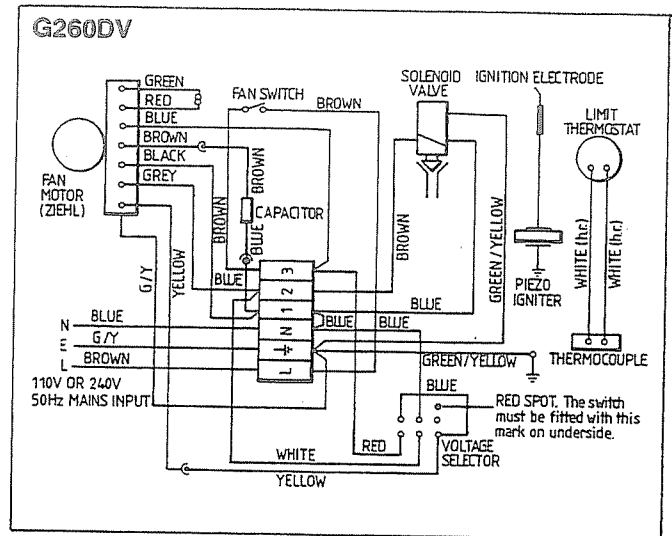 G260DV
GREEN
RED
BLUE
BROWN
BLACK
GREY
FAN
MOTOR
(ZIEHL)
FAN SWITCH
BROWN
SOLENOID
VALVE
IGNITION ELECTRODE
LIMIT
THERMOSTAT
BROWN
CAPACITOR
BLUE
BROWN
BROWN
GREEN / YELLOW
WHITE (h.r.)
WHITE (h.r.)
G/Y
YELLOW
BLUE
3
2
1
N
L
PIEZO
IGNITER
BLUE
N BLUE
E G/Y
L BROWN
BLUE
BLUE
GREEN/YELLOW
THERMOCOUPLE
110V OR 240V
50Hz MAINS INPUT
BLUE
RED SPOT. The switch
must be fitted with this
mark on underside.
RED
VOLTAGE
SELECTOR
WHITE
YELLOW